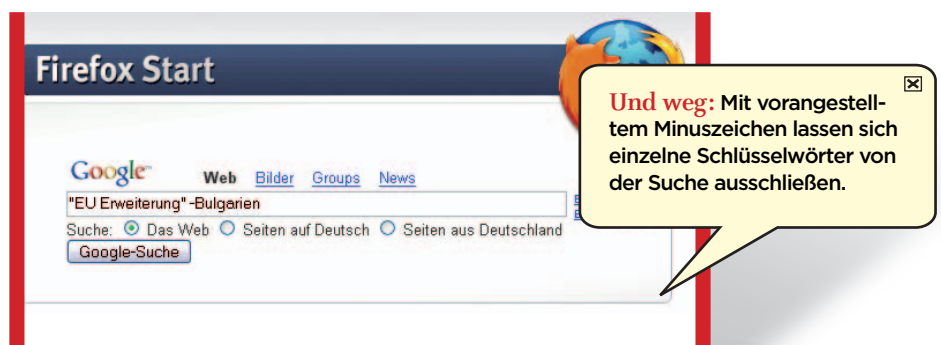 Firefox Start
Google™ Web Bilder Groups News
"EU Erweiterung" -Bulgarien
Suche: Das Web Seiten auf Deutsch Seiten aus Deutschland
Google-Suche
Und weg: Mit vorangestell-
tem Minuszeichen lassen sich
einzelne Schlüsselwörter von
der Suche ausschließen.